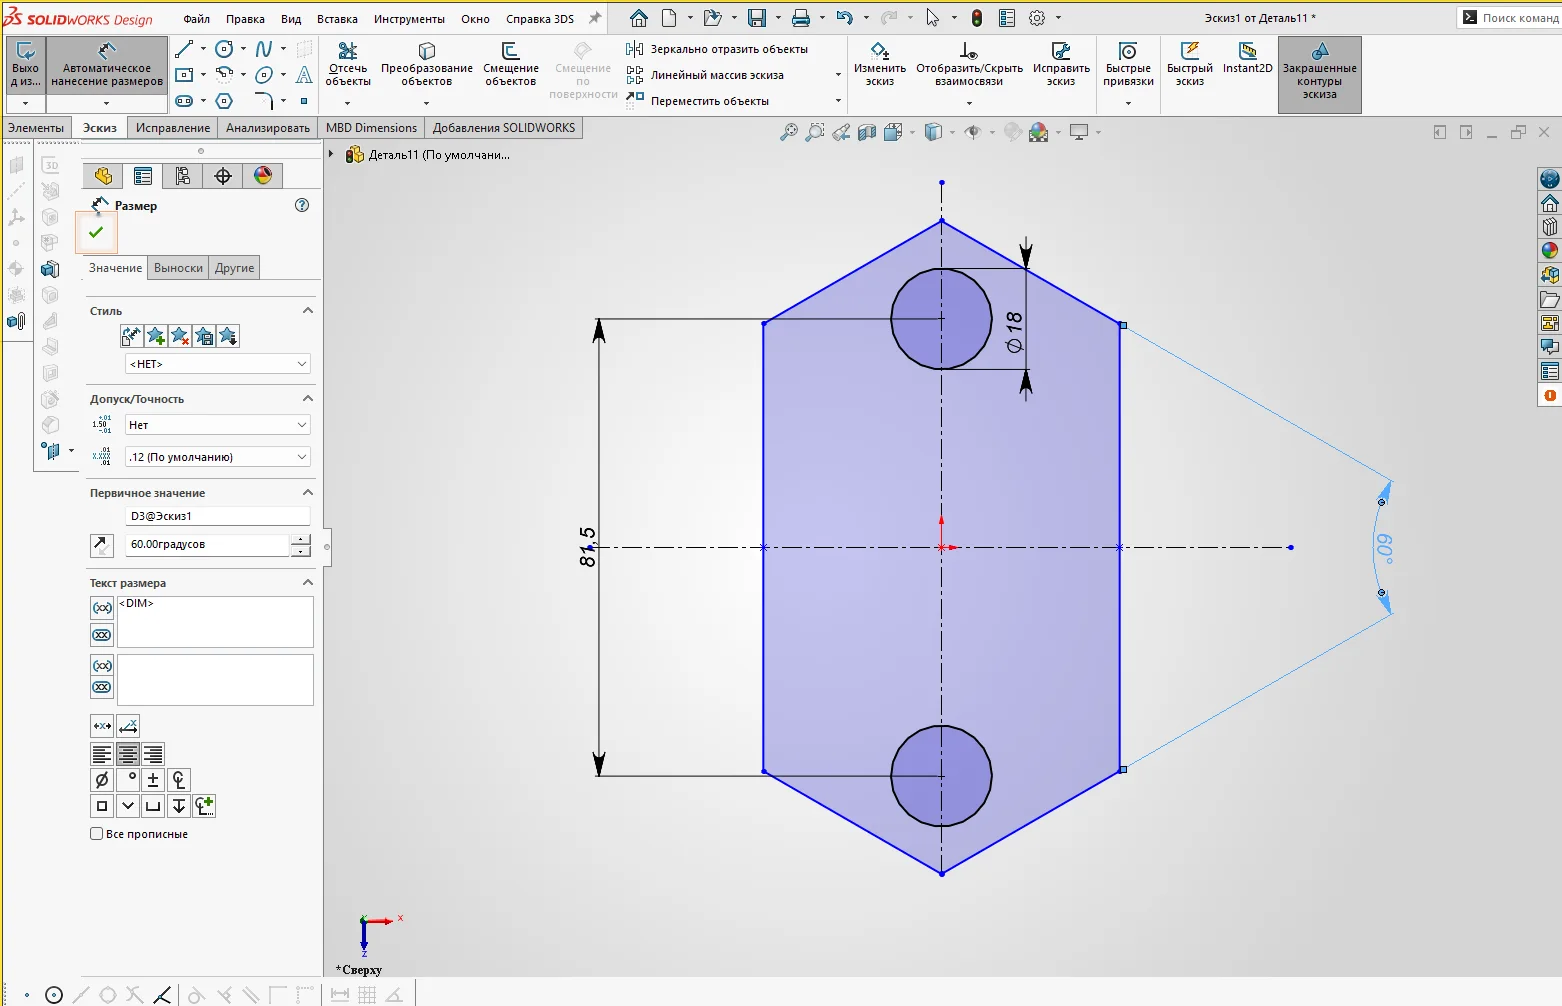 SOLIDWORKS Design
Файл Правка Вид Вставка Инструменты Окно Справка 3DS
Эскиз1 от Деталь11 *
Поиск команд
Выхо
д из...
Автоматическое
нанесение размеров
Отсечь
объекты
Преобразование
объектов
Смещение
объектов
Смещение
по
поверхности
Зеркально отразить объекты
Линейный массив эскиза
Переместить объекты
Изменить
эскиз
Отобразить/Скрыть
взаимосвязи
Исправить
эскиз
Быстрые
привязки
Быстрый
эскиз
Instant2D
Закрашенные
контуры
эскиза
Элементы Эскиз Исправление Анализировать MBD Dimensions Добавления SOLIDWORKS
Деталь11 (По умолчани...
Размер
Значение Выноски Другие
Стиль
<НЕТ>
Допуск/Точность
Нет
.12 (По умолчанию)
Первичное значение
D3@Эскиз1
60.00градусов
Текст размера
<DIM>
Все прописные
∅18
81,5
60°
X
Z
*Сверху